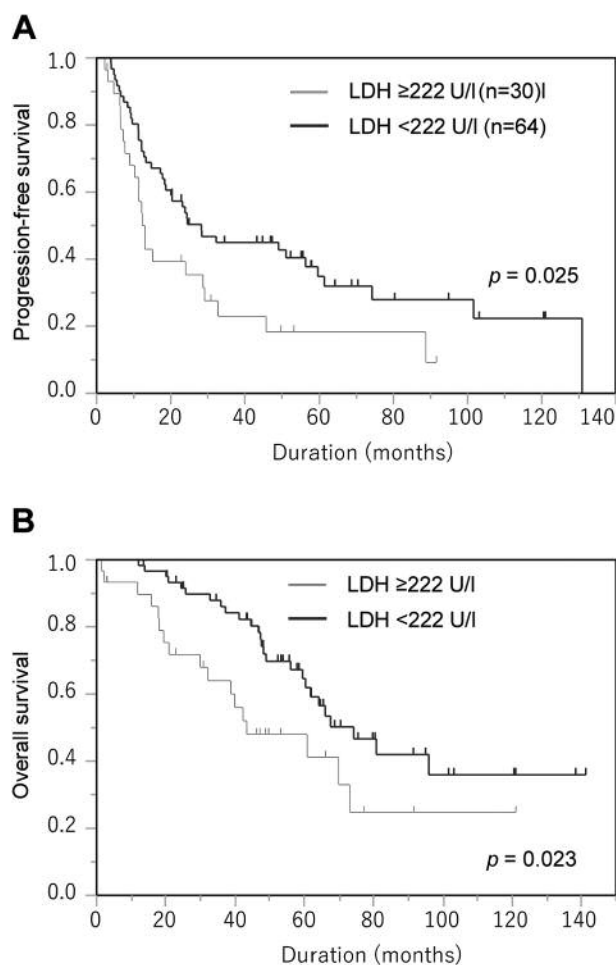 A
1.0
0.8
0.6
0.4
0.2
0.0
Progression-free survival
LDH ≥222 U/l (n=30)l
LDH <222 U/l (n=64)
p = 0.025
0 20 40 60 80 100 120 140
Duration (months)
B
1.0
0.8
0.6
0.4
0.2
0.0
Overall survival
LDH ≥222 U/l
LDH <222 U/l
p = 0.023
0 20 40 60 80 100 120 140
Duration (months)